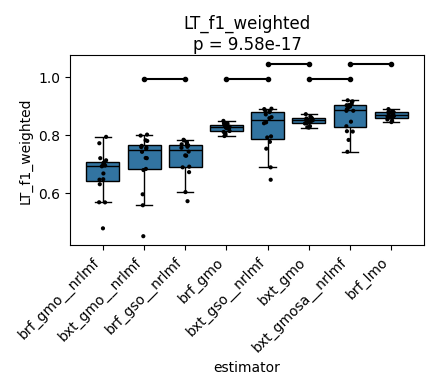 LT_f1_weighted
p = 9.58e-17
LT_f1_weighted
1.0
0.8
0.6
brf_gmo__nrlmf
bxt_gmo__nrlmf
brf_gso__nrlmf
brf_gmo
bxt_gso__nrlmf
bxt_gmo
bxt_gmosa__nrlmf
brf_lmo
estimator